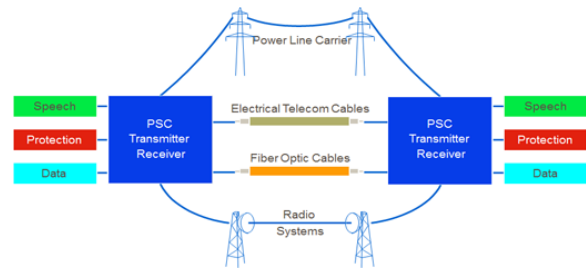 Power Line Carrier
Speech
Protection
Data
PSC
Transmitter
Receiver
Electrical Telecom Cables
Fiber Optic Cables
Radio
Systems
PSC
Transmitter
Receiver
Speech
Protection
Data